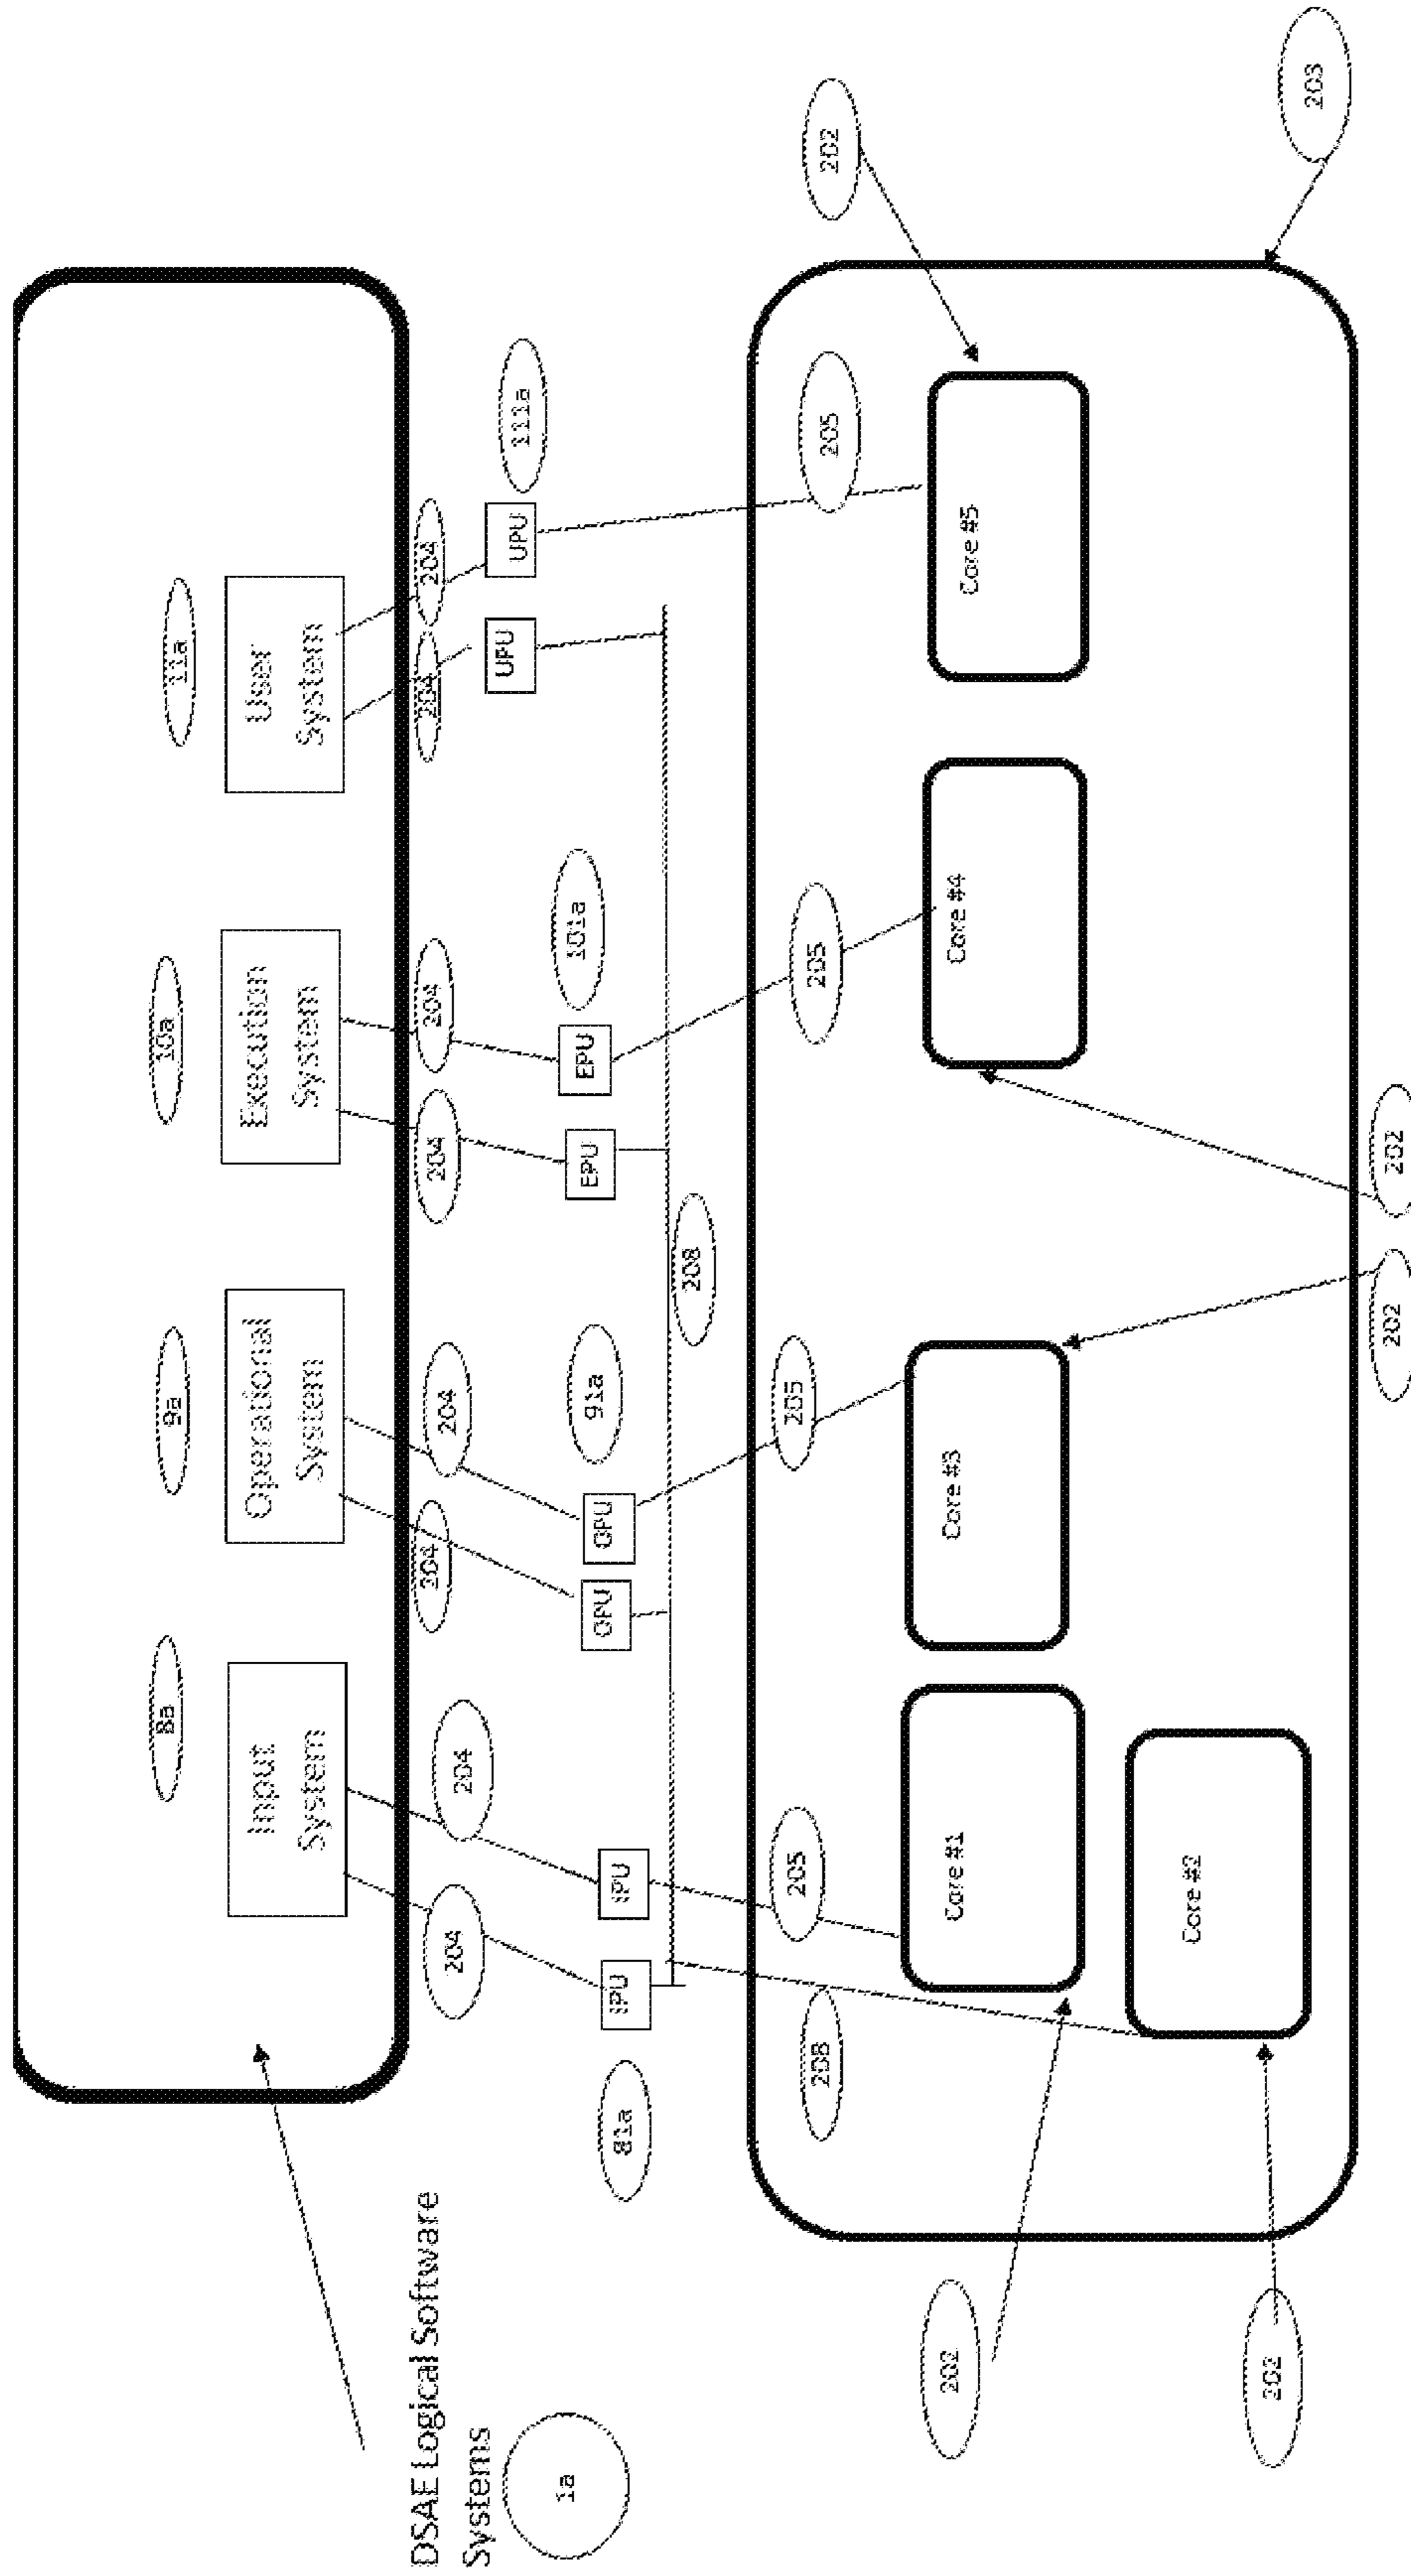 8a
9a
10a
11a
Input
System
Operational
System
Execution
System
User
System
DSAE Logical Software
Systems
1a
204
204
204
204
204
204
204
204
81a
IPU
IPU
OPU
OPU
91a
EPU
EPU
101a
UPU
UPU
111a
208
208
205
205
205
205
202
Core #1
Core #3
Core #4
Core #5
202
202
Core #2
202
202
203